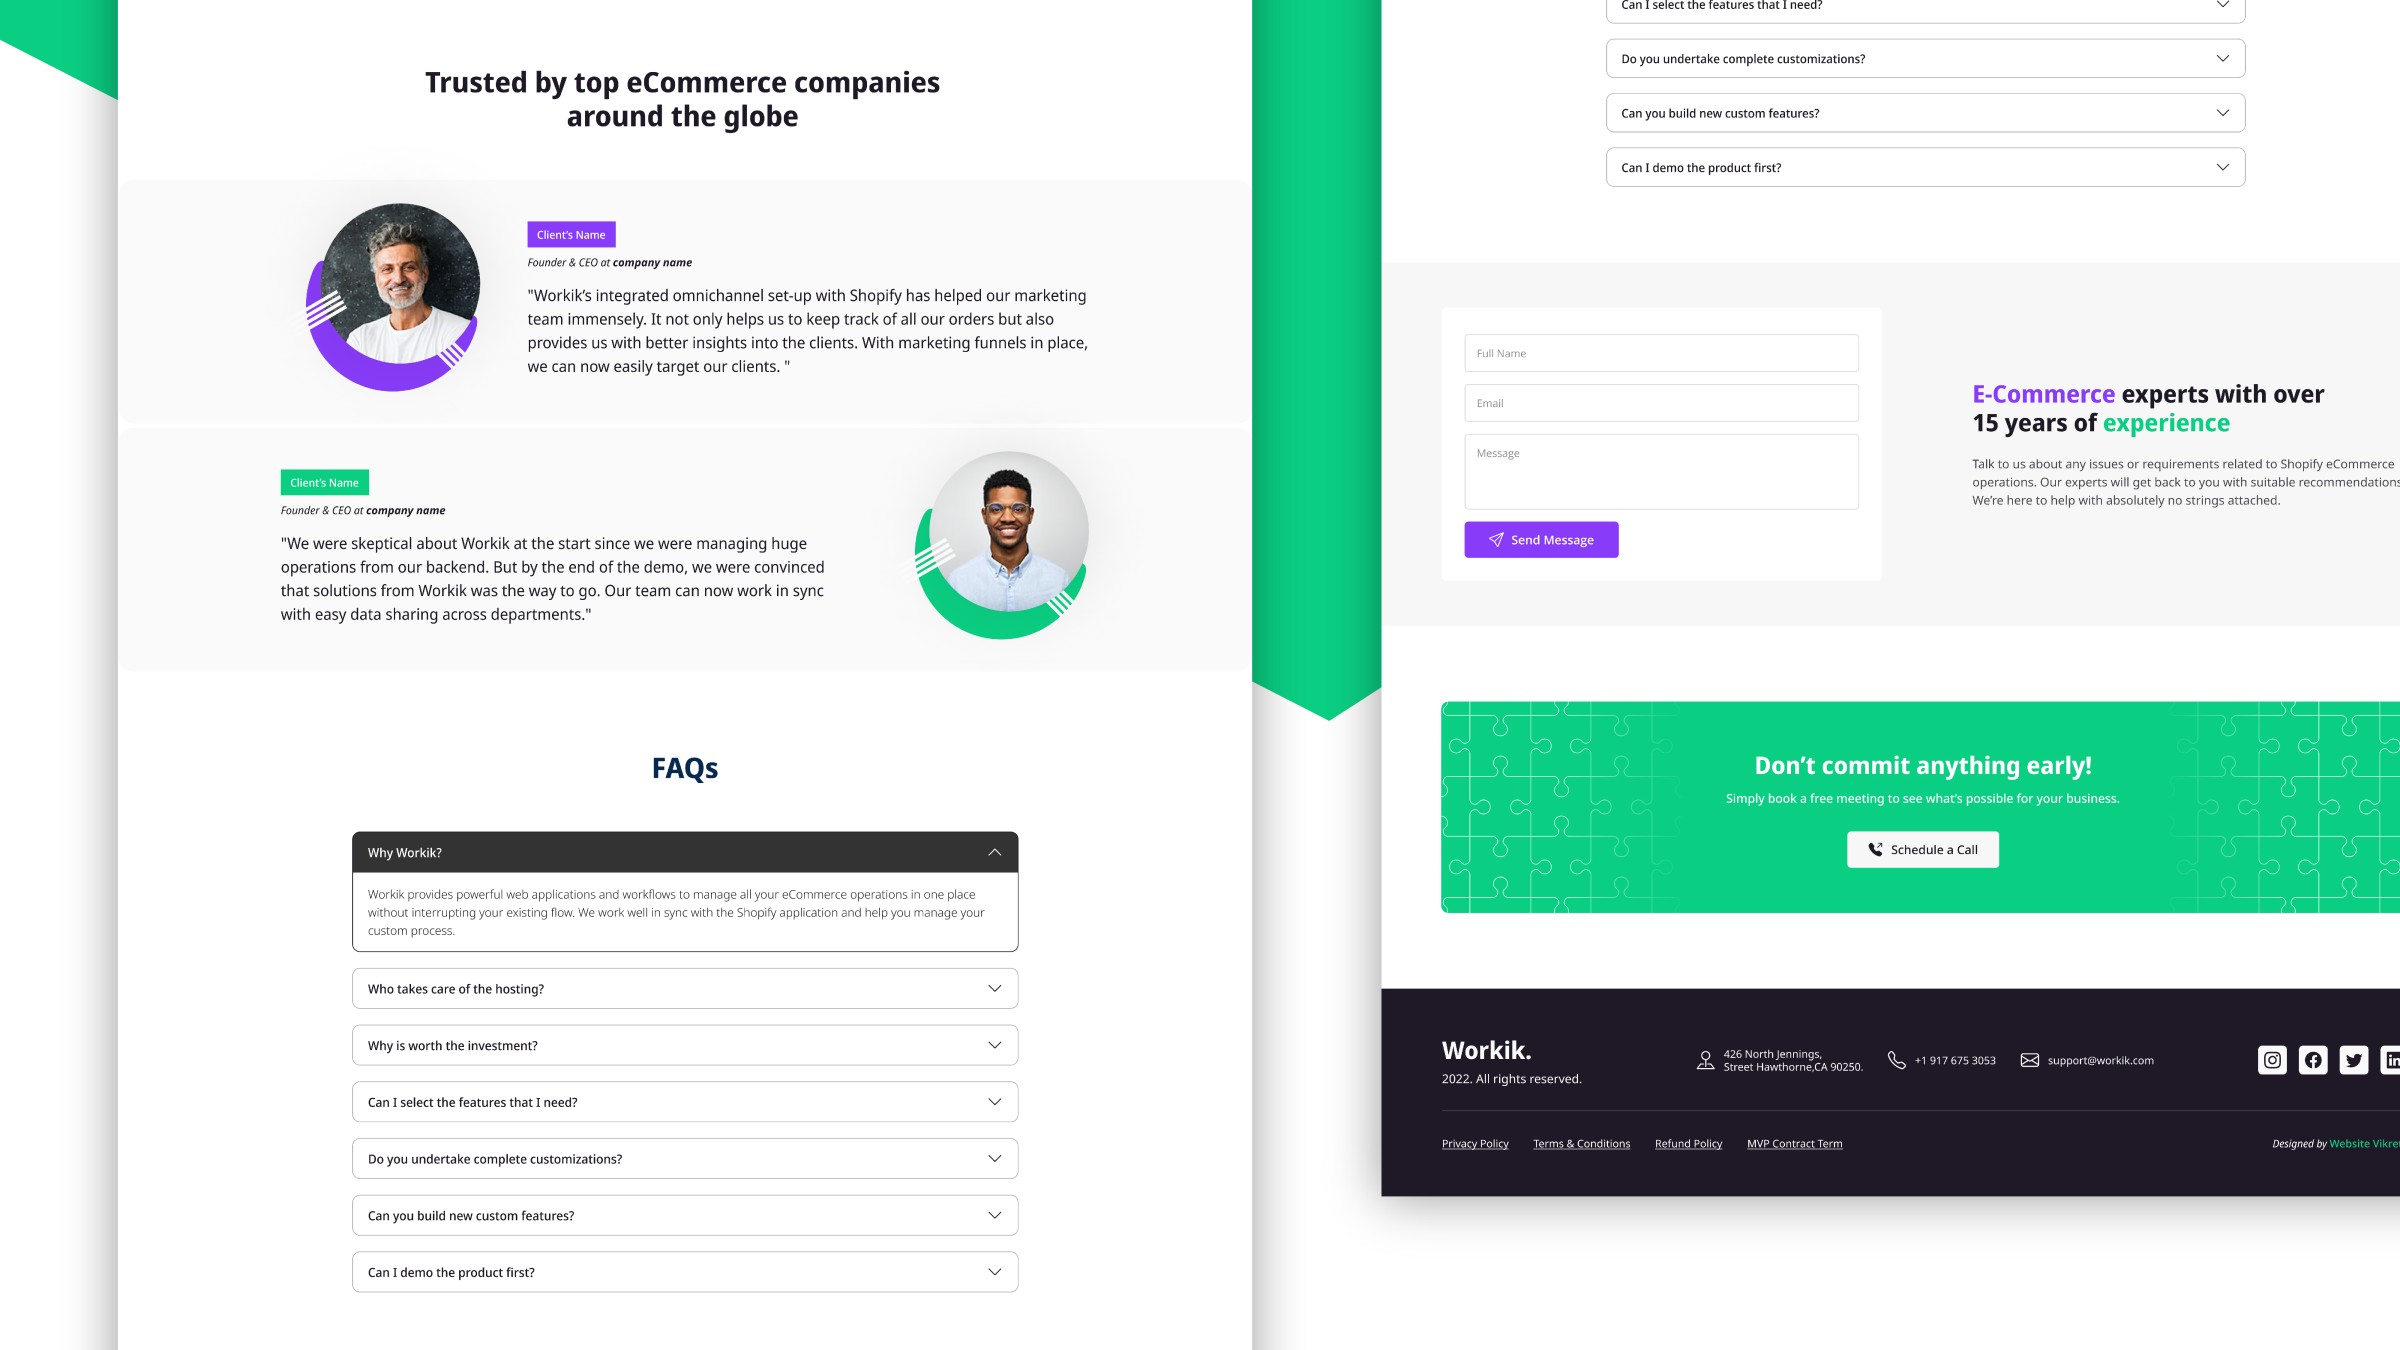 Trusted by top eCommerce companies
around the globe
Client's Name
Founder & CEO at company name
"Workik's integrated omnichannel set-up with Shopify has helped our marketing
team immensely. It not only helps us to keep track of all our orders but also
provides us with better insights into the clients. With marketing funnels in place,
we can now easily target our clients. "
Client's Name
Founder & CEO at company name
"We were skeptical about Workik at the start since we were managing huge
operations from our backend. But by the end of the demo, we were convinced
that solutions from Workik was the way to go. Our team can now work in sync
with easy data sharing across departments."
FAQs
Why Workik?
Workik provides powerful web applications and workflows to manage all your eCommerce operations in one place
without interrupting your existing flow. We work well in sync with the Shopify application and help you manage your
custom process.
Who takes care of the hosting?
Why is worth the investment?
Can I select the features that I need?
Do you undertake complete customizations?
Can you build new custom features?
Can I demo the product first?
Can I select the features that I need?
Do you undertake complete customizations?
Can you build new custom features?
Can I demo the product first?
Full Name
Email
Message
Send Message
E-Commerce experts with over
15 years of experience
Talk to us about any issues or requirements related to Shopify eCommerce
operations. Our experts will get back to you with suitable recommendations
We're here to help with absolutely no strings attached.
Don't commit anything early!
Simply book a free meeting to see what's possible for your business.
Schedule a Call
Workik.
2022. All rights reserved.
426 North Jennings,
Street Hawthorne,CA 90250.
+1 917 675 3053
support@workik.com
Privacy Policy
Terms & Conditions
Refund Policy
MVP Contract Term
Designed by Website